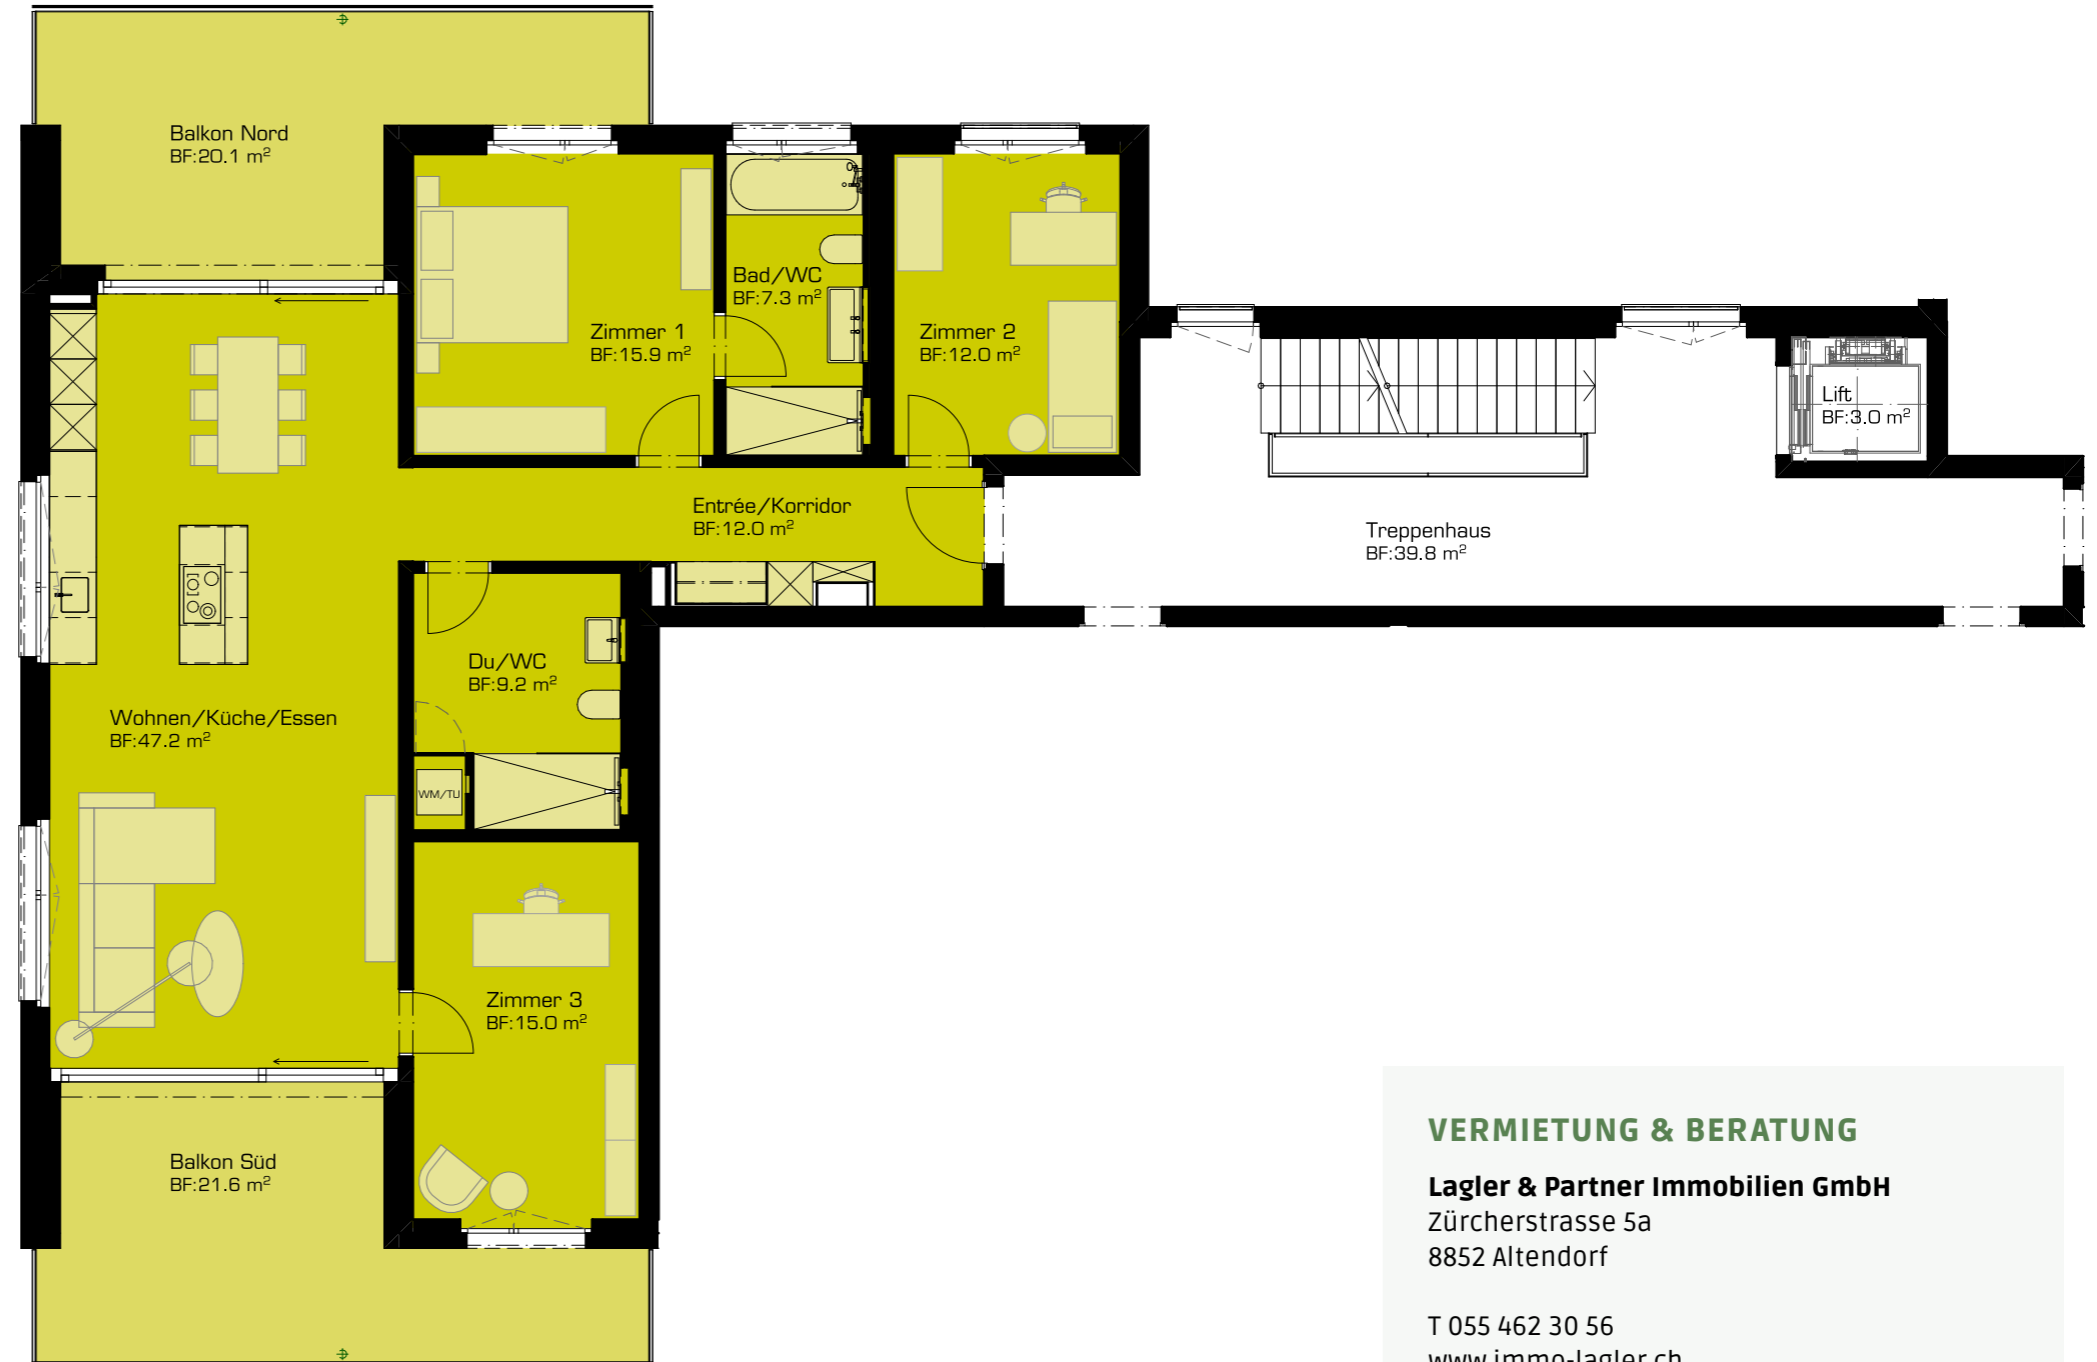 Balkon Nord
BF:20.1 m²
Zimmer 1
BF:15.9 m²
Bad/WC
BF:7.3 m²
Zimmer 2
BF:12.0 m²
Lift
BF:3.0 m²
Entrée/Korridor
BF:12.0 m²
Treppenhaus
BF:39.8 m²
Du/WC
BF:9.2 m²
Wohnen/Küche/Essen
BF:47.2 m²
WM/TU
Zimmer 3
BF:15.0 m²
Balkon Süd
BF:21.6 m²
VERMIETUNG & BERATUNG
Lagler & Partner Immobilien GmbH
Zürcherstrasse 5a
8852 Altendorf
T 055 462 30 56
www.immo-lagler.ch